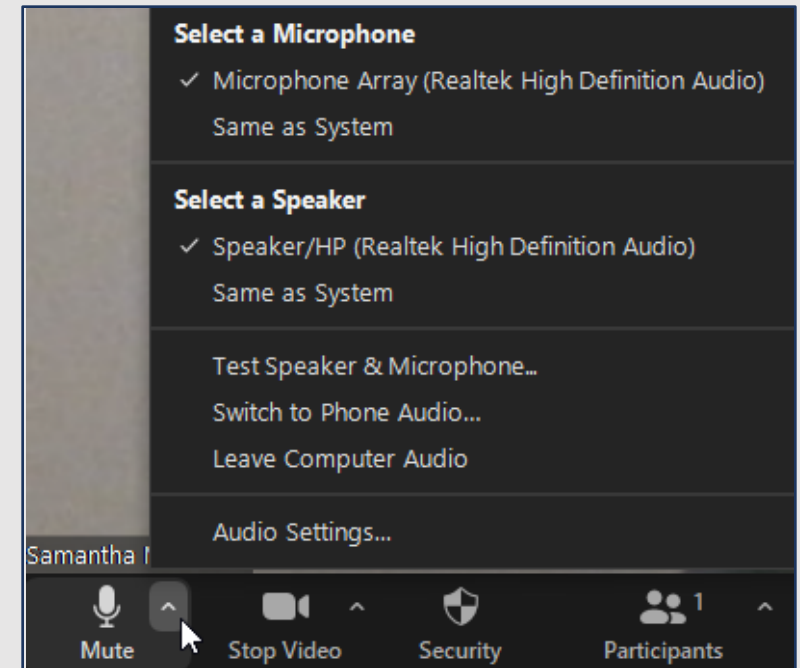 Select a Microphone
✓ Microphone Array (Realtek High Definition Audio)
Same as System
Select a Speaker
✓ Speaker/HP (Realtek High Definition Audio)
Same as System
Test Speaker & Microphone...
Switch to Phone Audio...
Leave Computer Audio
Audio Settings...
Samantha
1
Mute Stop Video Security Participants